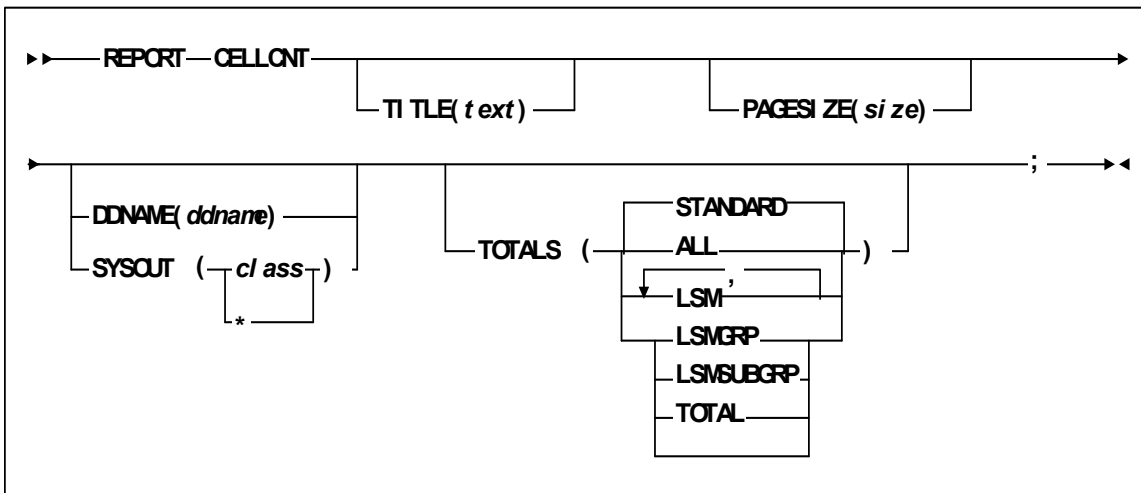 REPORT CELLCNT
TITLE(text) PAGESIZE(size)
;
DDNAME(ddname)
SYSOUT (class)
*
TOTALS (STANDARD)
ALL
,
LSM
LSMGRP
LSMSUBGRP
TOTAL